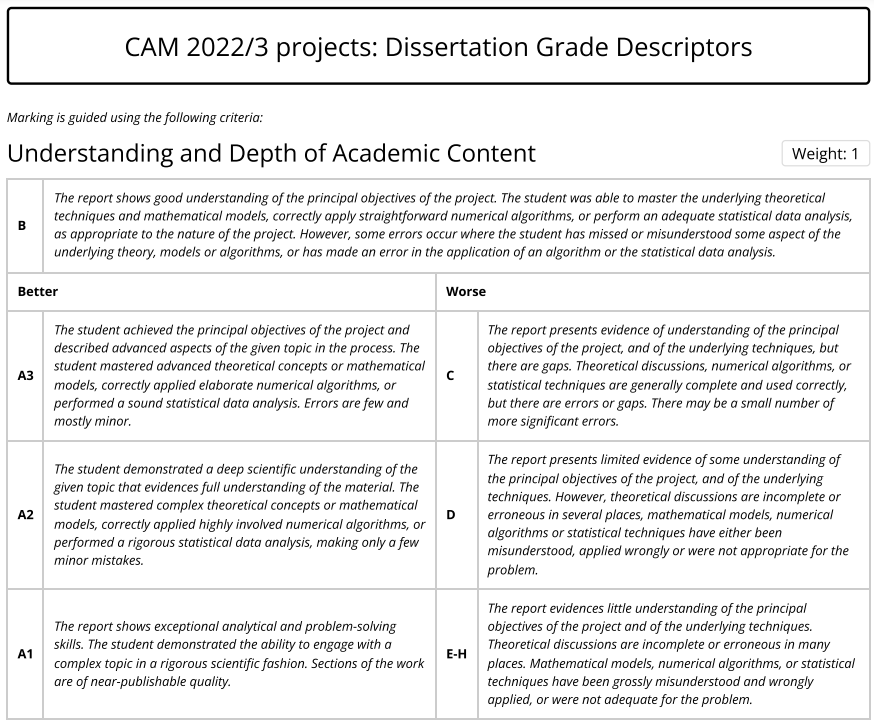 CAM 2022/3 projects: Dissertation Grade Descriptors
Marking is guided using the following criteria:
Understanding and Depth of Academic Content
Weight: 1
B
The report shows good understanding of the principal objectives of the project. The student was able to master the underlying theoretical
techniques and mathematical models, correctly apply straightforward numerical algorithms, or perform an adequate statistical data analysis,
as appropriate to the nature of the project. However, some errors occur where the student has missed or misunderstood some aspect of the
underlying theory, models or algorithms, or has made an error in the application of an algorithm or the statistical data analysis.
Better
Worse
A3
The student achieved the principal objectives of the project and
described advanced aspects of the given topic in the process. The
student mastered advanced theoretical concepts or mathematical
models, correctly applied elaborate numerical algorithms, or
performed a sound statistical data analysis. Errors are few and
mostly minor.
C
The report presents evidence of understanding of the principal
objectives of the project, and of the underlying techniques, but
there are gaps. Theoretical discussions, numerical algorithms, or
statistical techniques are generally complete and used correctly,
but there are errors or gaps. There may be a small number of
more significant errors.
A2
The student demonstrated a deep scientific understanding of the
given topic that evidences full understanding of the material. The
student mastered complex theoretical concepts or mathematical
models, correctly applied highly involved numerical algorithms, or
performed a rigorous statistical data analysis, making only a few
minor mistakes.
D
The report presents limited evidence of some understanding of
the principal objectives of the project, and of the underlying
techniques. However, theoretical discussions are incomplete or
erroneous in several places, mathematical models, numerical
algorithms or statistical techniques have either been
misunderstood, applied wrongly or were not appropriate for the
problem.
A1
The report shows exceptional analytical and problem-solving
skills. The student demonstrated the ability to engage with a
complex topic in a rigorous scientific fashion. Sections of the work
are of near-publishable quality.
E-H
The report evidences little understanding of the principal
objectives of the project and of the underlying techniques.
Theoretical discussions are incomplete or erroneous in many
places. Mathematical models, numerical algorithms, or statistical
techniques have been grossly misunderstood and wrongly
applied, or were not adequate for the problem.